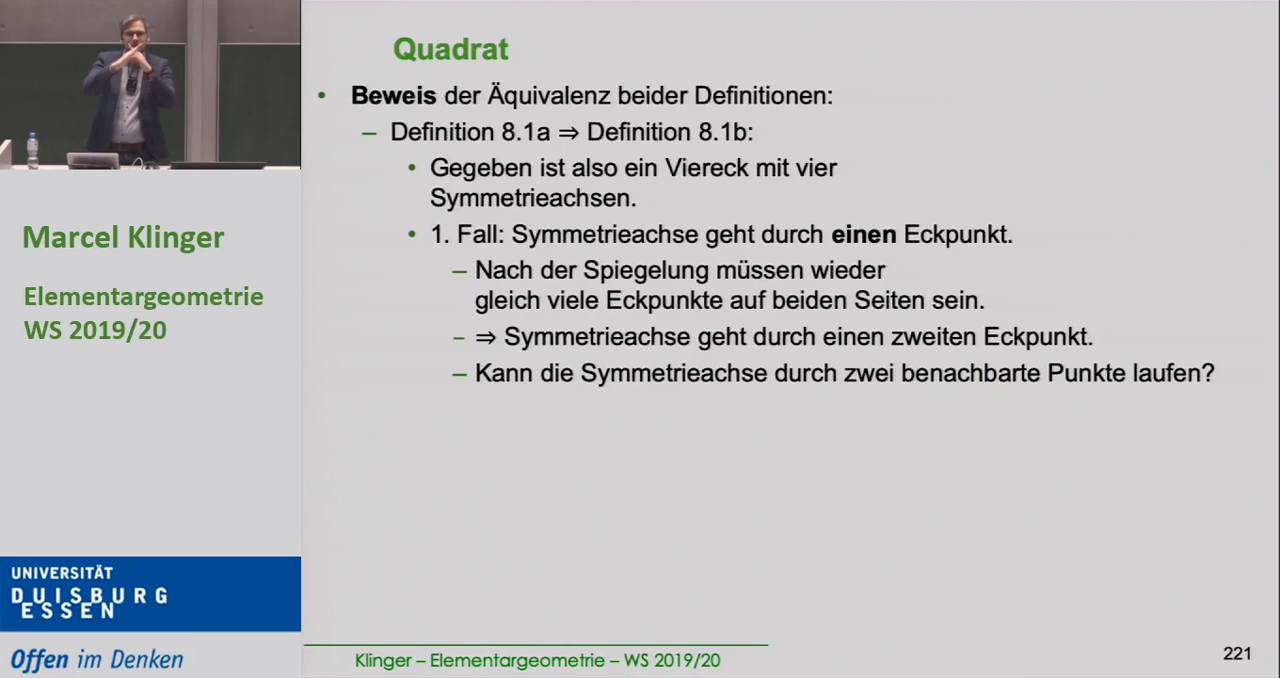 Quadrat
• Beweis der Äquivalenz beider Definitionen:
– Definition 8.1a ⇒ Definition 8.1b:
• Gegeben ist also ein Viereck mit vier
Symmetrieachsen.
• 1. Fall: Symmetrieachse geht durch einen Eckpunkt.
– Nach der Spiegelung müssen wieder
gleich viele Eckpunkte auf beiden Seiten sein.
– ⇒ Symmetrieachse geht durch einen zweiten Eckpunkt.
– Kann die Symmetrieachse durch zwei benachbarte Punkte laufen?
Marcel Klinger
Elementargeometrie
WS 2019/20
UNIVERSITÄT
DUISBURG
ESSEN
Offen im Denken
Klinger – Elementargeometrie – WS 2019/20
221